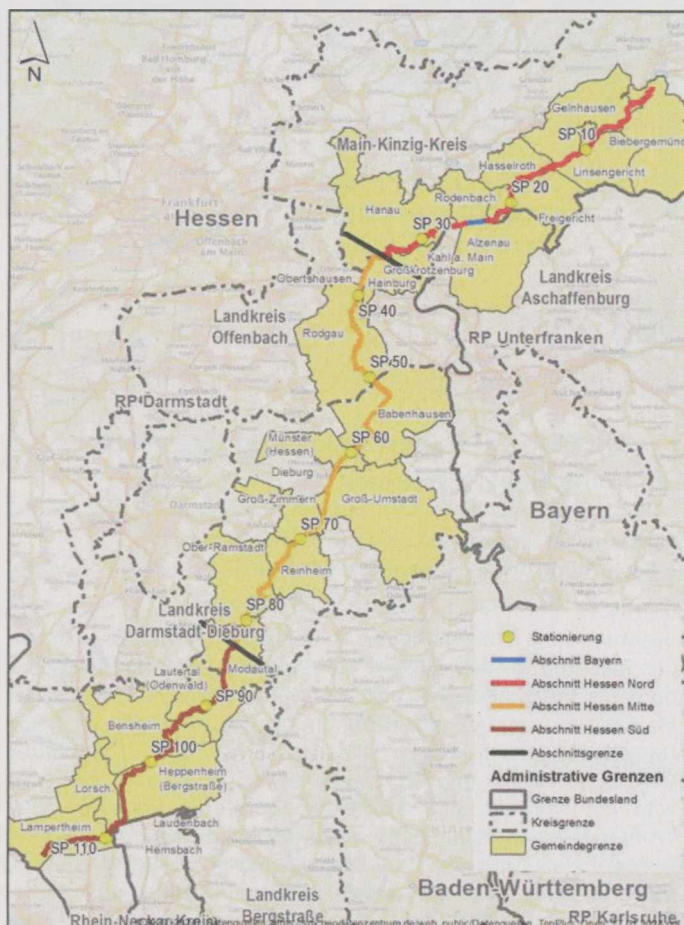 N
Hessen
Main-Kinzig-Kreis
Gelnhausen
SP 10
Biebergemünd
Hasselroth
Linsengericht
SP 20
Rodenbach
Hanau
SP 30
Freigericht
Alzenau
Kahl a. Main
Großkrotzenburg
Obertshausen
Hainburg
Landkreis
Aschaffenburg
SP 40
Landkreis
Offenbach
Rodgau
RP Unterfranken
SP 50
RP Darmstadt
Babenhausen
Münster
(Hessen)
SP 60
Dieburg
Groß-Zimmern
Groß-Umstadt
Bayern
SP 70
Ober-Ramstadt
Reinheim
SP 80
Landkreis
Darmstadt-Dieburg
Modautal
Lautertal
(Odenwald)
SP 90
Bensheim
SP 100
Heppenheim
(Bergstraße)
Lorsch
Lampertheim
Laudenbach
SP 110
Hemsbach
Stationierung
Abschnitt Bayern
Abschnitt Hessen Nord
Abschnitt Hessen Mitte
Abschnitt Hessen Süd
Abschnittsgrenze
Administrative Grenzen
Grenze Bundesland
Kreisgrenze
Gemeindegrenze
Baden-Württemberg
Landkreis
Bergstraße
Rhein-Neckar-Kreis
RP Karlsruhe